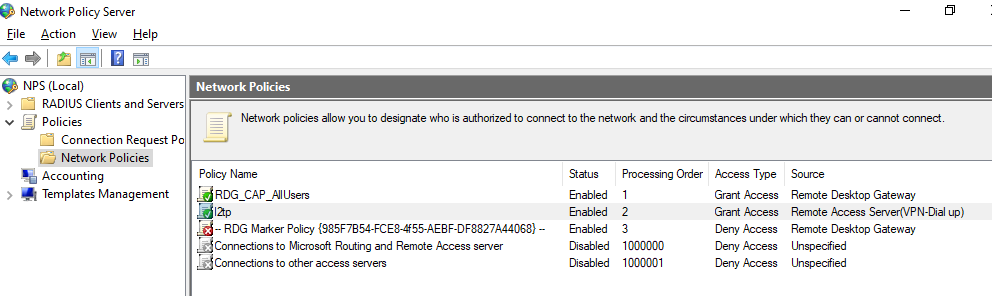 Network Policy Server
File Action View Help
NPS (Local)
RADIUS Clients and Servers
Policies
Connection Request Po
Network Policies
Accounting
Templates Management
Network Policies
Network policies allow you to designate who is authorized to connect to the network and the circumstances under which they can or cannot connect.
Policy Name Status Processing Order Access Type Source
RDG_CAP_AllUsers Enabled 1 Grant Access Remote Desktop Gateway
l2tp Enabled 2 Grant Access Remote Access Server(VPN-Dial up)
-- RDG Marker Policy {985F7B54-FCE8-4f55-AEBF-DF8827A44068} -- Enabled 3 Deny Access Remote Desktop Gateway
Connections to Microsoft Routing and Remote Access server Disabled 1000000 Deny Access Unspecified
Connections to other access servers Disabled 1000001 Deny Access Unspecified